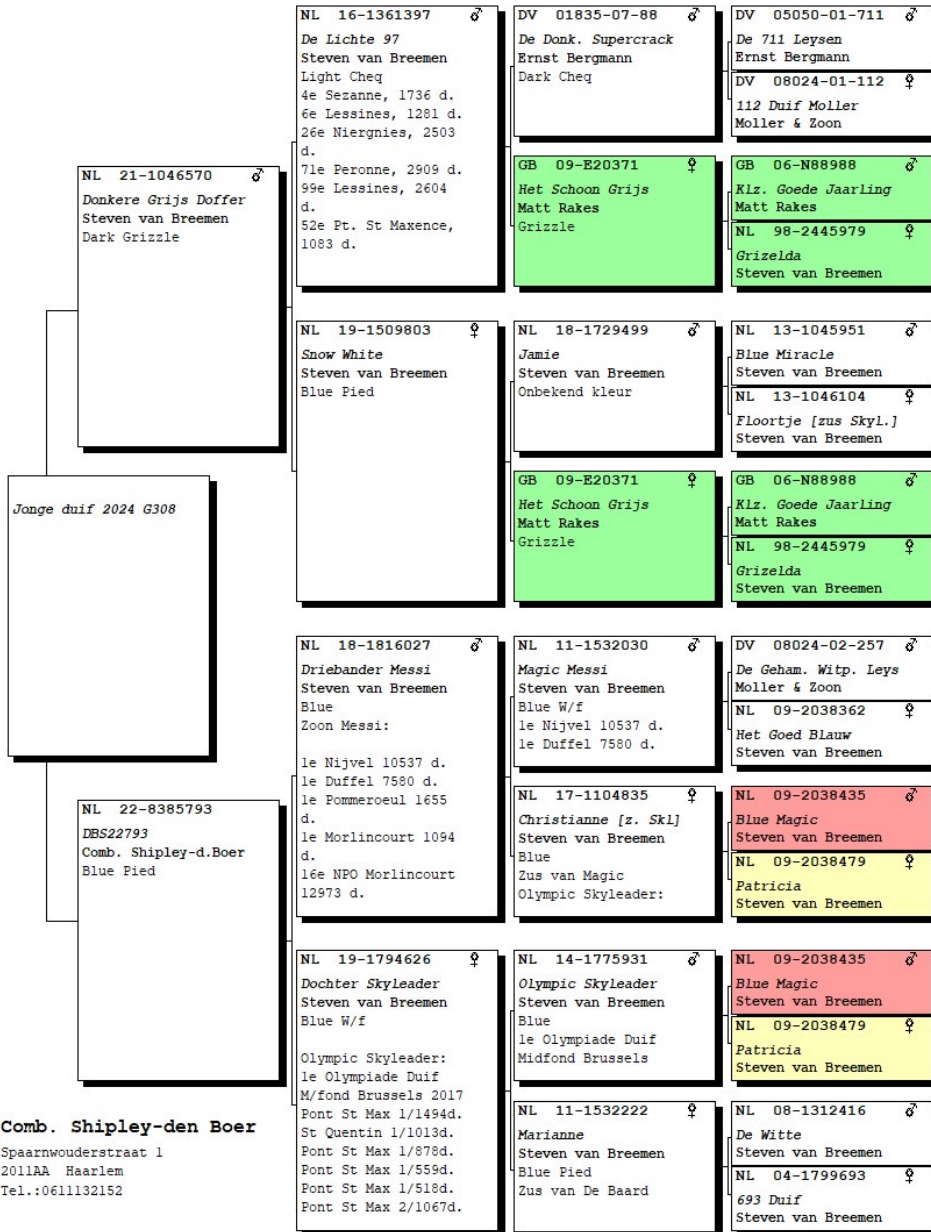 Jonge duif 2024 G308
NL 21-1046570 ♂
Donkere Grijs Doffer
Steven van Breemen
Dark Grizzle
NL 22-8385793
DBS22793
Comb. Shipley-d.Boer
Blue Pied
NL 16-1361397 ♂
De Lichte 97
Steven van Breemen
Light Cheq
4e Sezanne, 1736 d.
6e Lessines, 1281 d.
26e Niergnies, 2503
d.
71e Peronne, 2909 d.
99e Lessines, 2604
d.
52e Pt. St Maxence,
1083 d.
NL 19-1509803 ♀
Snow White
Steven van Breemen
Blue Pied
NL 18-1816027 ♂
Driebander Messi
Steven van Breemen
Blue
Zoon Messi:
1e Nijvel 10537 d.
1e Duffel 7580 d.
1e Pommeroeul 1655
d.
1e Morlincourt 1094
d.
16e NPO Morlincourt
12973 d.
NL 19-1794626 ♀
Dochter Skyleader
Steven van Breemen
Blue W/f
Olympic Skyleader:
1e Olympiade Duif
M/fond Brussels 2017
Pont St Max 1/1494d.
St Quentin 1/1013d.
Pont St Max 1/878d.
Pont St Max 1/559d.
Pont St Max 1/518d.
Pont St Max 2/1067d.
DV 01835-07-88 ♂
De Donk. Supercrack
Ernst Bergmann
Dark Cheq
GB 09-E20371 ♀
Het Schoon Grijs
Matt Rakes
Grizzle
NL 18-1729499 ♂
Jamie
Steven van Breemen
Onbekend kleur
GB 09-E20371 ♀
Het Schoon Grijs
Matt Rakes
Grizzle
NL 11-1532030 ♂
Magic Messi
Steven van Breemen
Blue W/f
1e Nijvel 10537 d.
1e Duffel 7580 d.
NL 17-1104835 ♀
Christianne [z. Skl]
Steven van Breemen
Blue
Zus van Magic
Olympic Skyleader:
NL 14-1775931 ♂
Olympic Skyleader
Steven van Breemen
Blue
1e Olympiade Duif
Midfond Brussels
NL 11-1532222 ♀
Marianne
Steven van Breemen
Blue Pied
Zus van De Baard
DV 05050-01-711 ♂
De 711 Leysen
Ernst Bergmann
DV 08024-01-112 ♀
112 Duif Moller
Moller & Zoon
GB 06-N88988 ♂
Klz. Goede Jaarling
Matt Rakes
NL 98-2445979 ♀
Grizelda
Steven van Breemen
NL 13-1045951 ♂
Blue Miracle
Steven van Breemen
NL 13-1046104 ♀
Floortje [zus Skyl.]
Steven van Breemen
GB 06-N88988 ♂
Klz. Goede Jaarling
Matt Rakes
NL 98-2445979 ♀
Grizelda
Steven van Breemen
DV 08024-02-257 ♂
De Geham. Witp. Leys
Moller & Zoon
NL 09-2038362 ♀
Het Goed Blauw
Steven van Breemen
NL 09-2038435 ♂
Blue Magic
Steven van Breemen
NL 09-2038479 ♀
Patricia
Steven van Breemen
NL 09-2038435 ♂
Blue Magic
Steven van Breemen
NL 09-2038479 ♀
Patricia
Steven van Breemen
NL 08-1312416 ♂
De Witte
Steven van Breemen
NL 04-1799693 ♀
693 Duif
Steven van Breemen
Comb. Shipley-den Boer
Spaarnwouderstraat 1
2011AA Haarlem
Tel.:0611132152